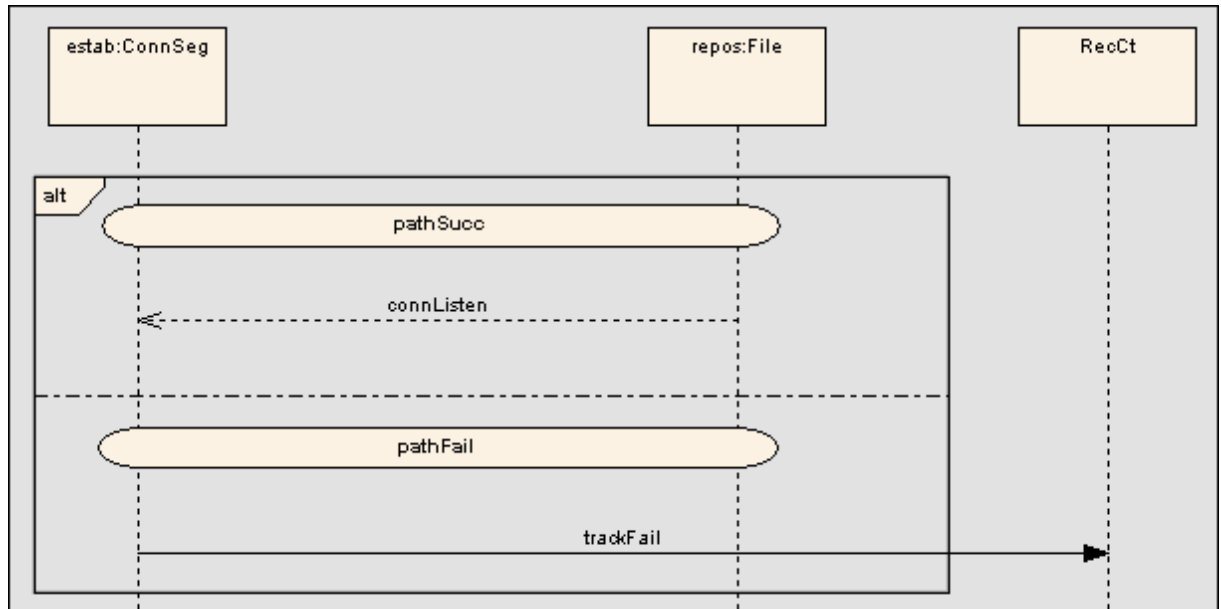 estab:ConnSeg
repos:File
RecCt
alt
pathSucc
connListen
pathFail
trackFail